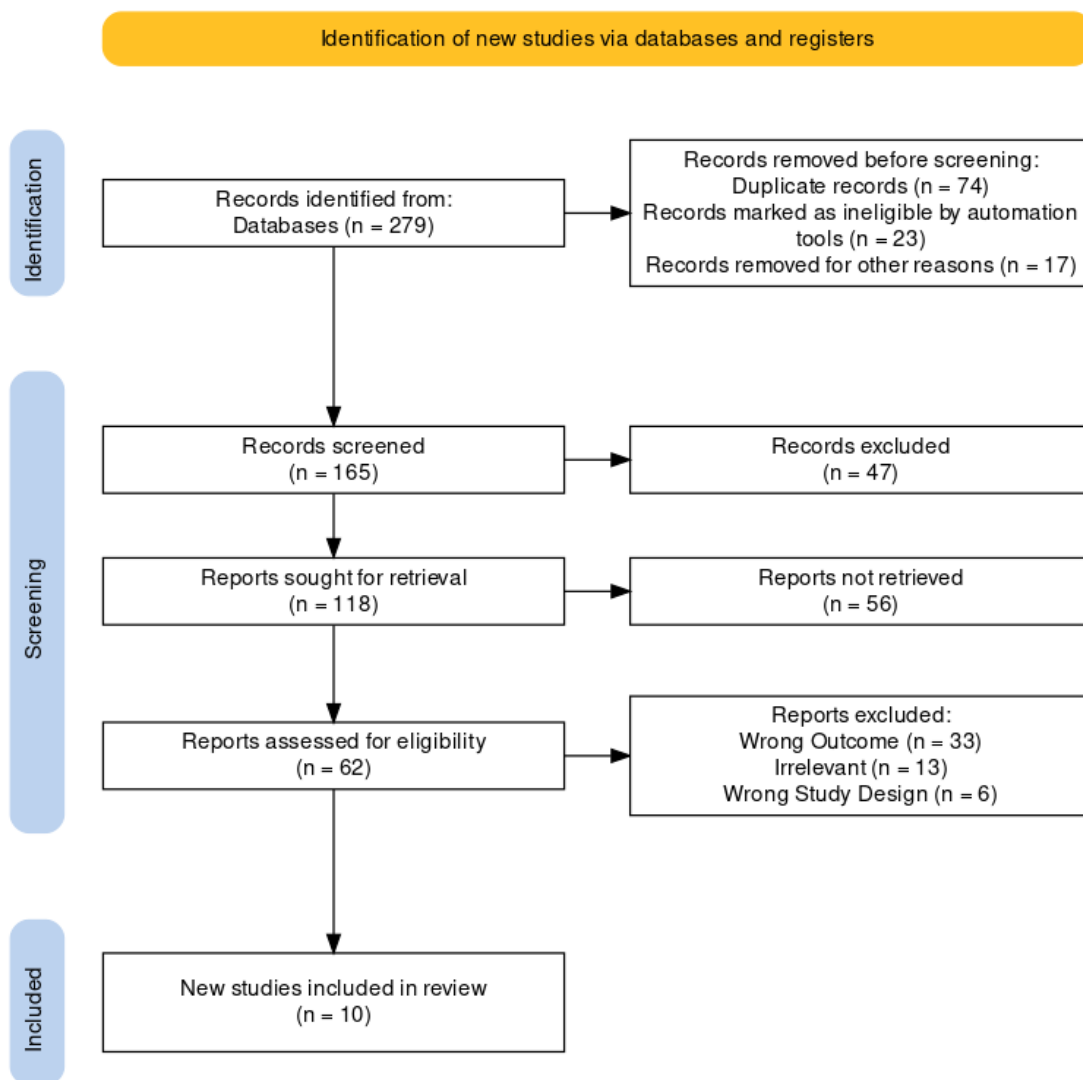 Identification of new studies via databases and registers
Identification
Records identified from:
Databases (n = 279)
Records removed before screening:
Duplicate records (n = 74)
Records marked as ineligible by automation
tools (n = 23)
Records removed for other reasons (n = 17)
Screening
Records screened
(n = 165)
Records excluded
(n = 47)
Reports sought for retrieval
(n = 118)
Reports not retrieved
(n = 56)
Reports assessed for eligibility
(n = 62)
Reports excluded:
Wrong Outcome (n = 33)
Irrelevant (n = 13)
Wrong Study Design (n = 6)
Included
New studies included in review
(n = 10)